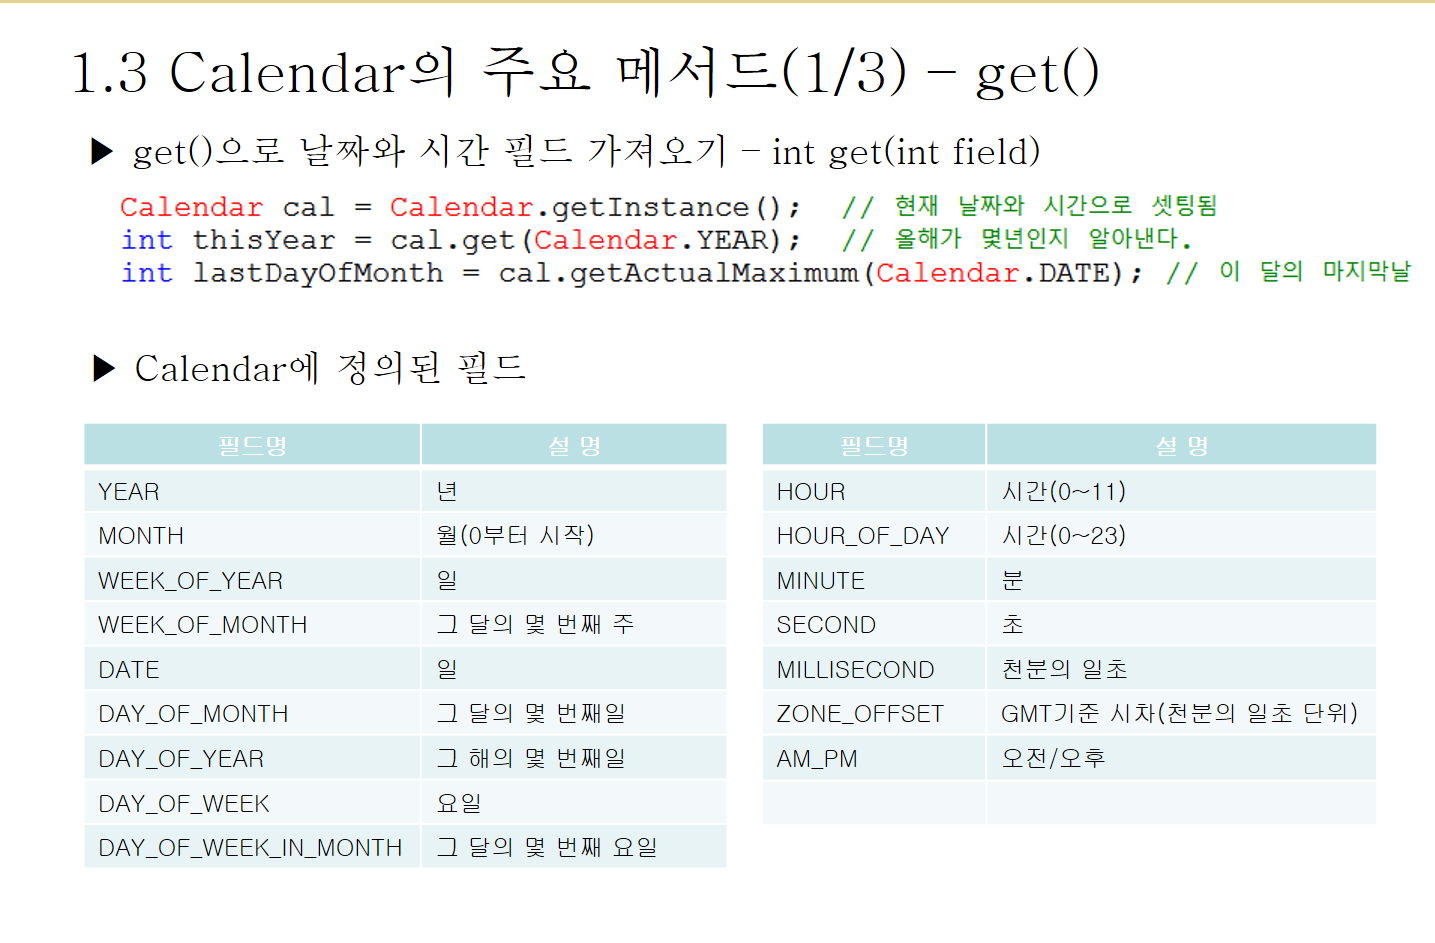 1.3 Calendar의 주요 메서드(1/3) – get()
▶ get()으로 날짜와 시간 필드 가져오기 – int get(int field)
Calendar cal = Calendar.getInstance(); // 현재 날짜와 시간으로 셋팅됨
int thisYear = cal.get(Calendar.YEAR); // 올해가 몇년인지 알아낸다.
int lastDayOfMonth = cal.getActualMaximum(Calendar.DATE); // 이 달의 마지막날
▶ Calendar에 정의된 필드
필드명 설 명
YEAR 년
MONTH 월(0부터 시작)
WEEK_OF_YEAR 일
WEEK_OF_MONTH 그 달의 몇 번째 주
DATE 일
DAY_OF_MONTH 그 달의 몇 번째일
DAY_OF_YEAR 그 해의 몇 번째일
DAY_OF_WEEK 요일
DAY_OF_WEEK_IN_MONTH 그 달의 몇 번째 요일
필드명 설 명
HOUR 시간(0~11)
HOUR_OF_DAY 시간(0~23)
MINUTE 분
SECOND 초
MILLISECOND 천분의 일초
ZONE_OFFSET GMT기준 시차(천분의 일초 단위)
AM_PM 오전/오후